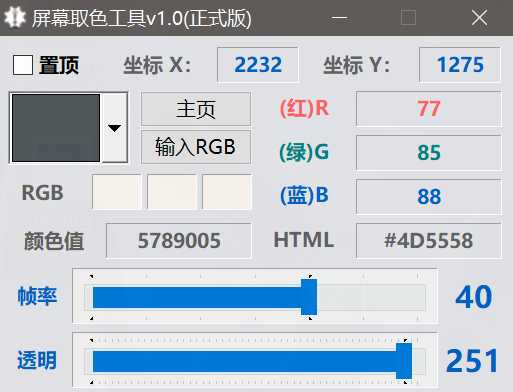 屏幕取色工具v1.0(正式版)
置顶 坐标 X: 2232 坐标 Y: 1275
主页 (红)R 77
输入RGB (绿)G 85
RGB (蓝)B 88
颜色值 5789005 HTML #4D5558
帧率 40
透明 251